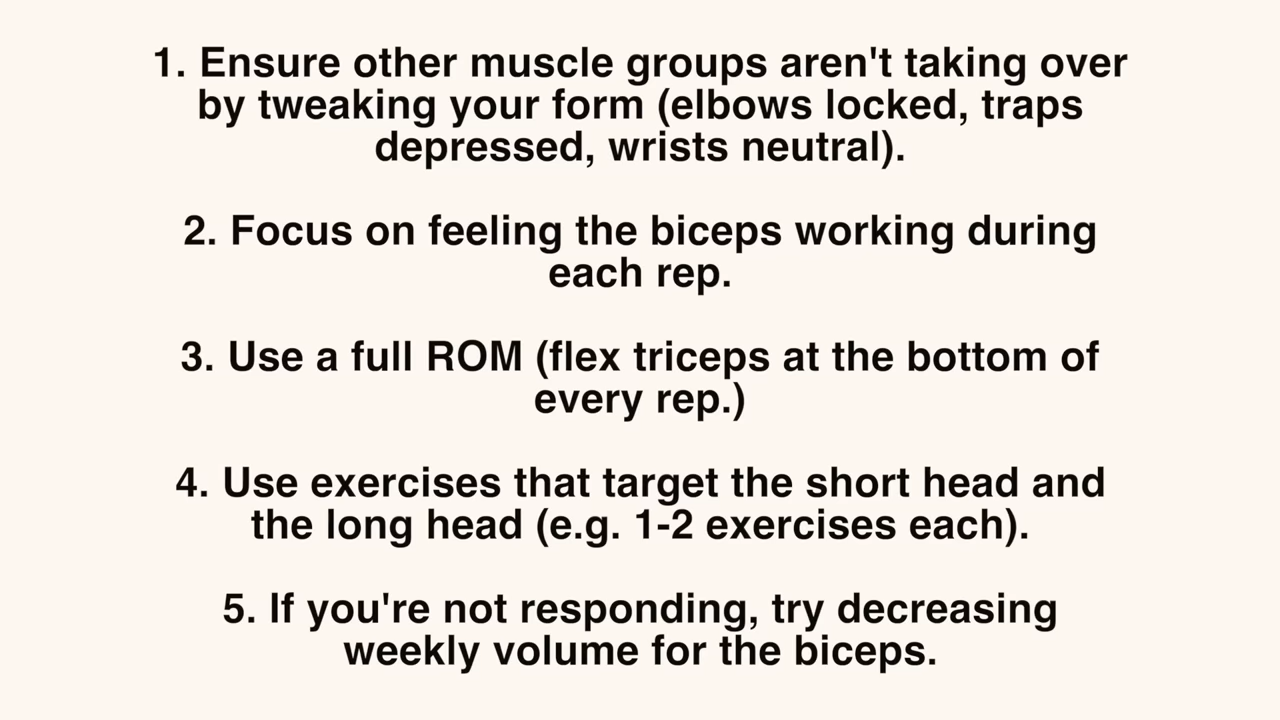 1. Ensure other muscle groups aren't taking over
by tweaking your form (elbows locked, traps
depressed, wrists neutral).
2. Focus on feeling the biceps working during
each rep.
3. Use a full ROM (flex triceps at the bottom of
every rep.)
4. Use exercises that target the short head and
the long head (e.g. 1-2 exercises each).
5. If you're not responding, try decreasing
weekly volume for the biceps.